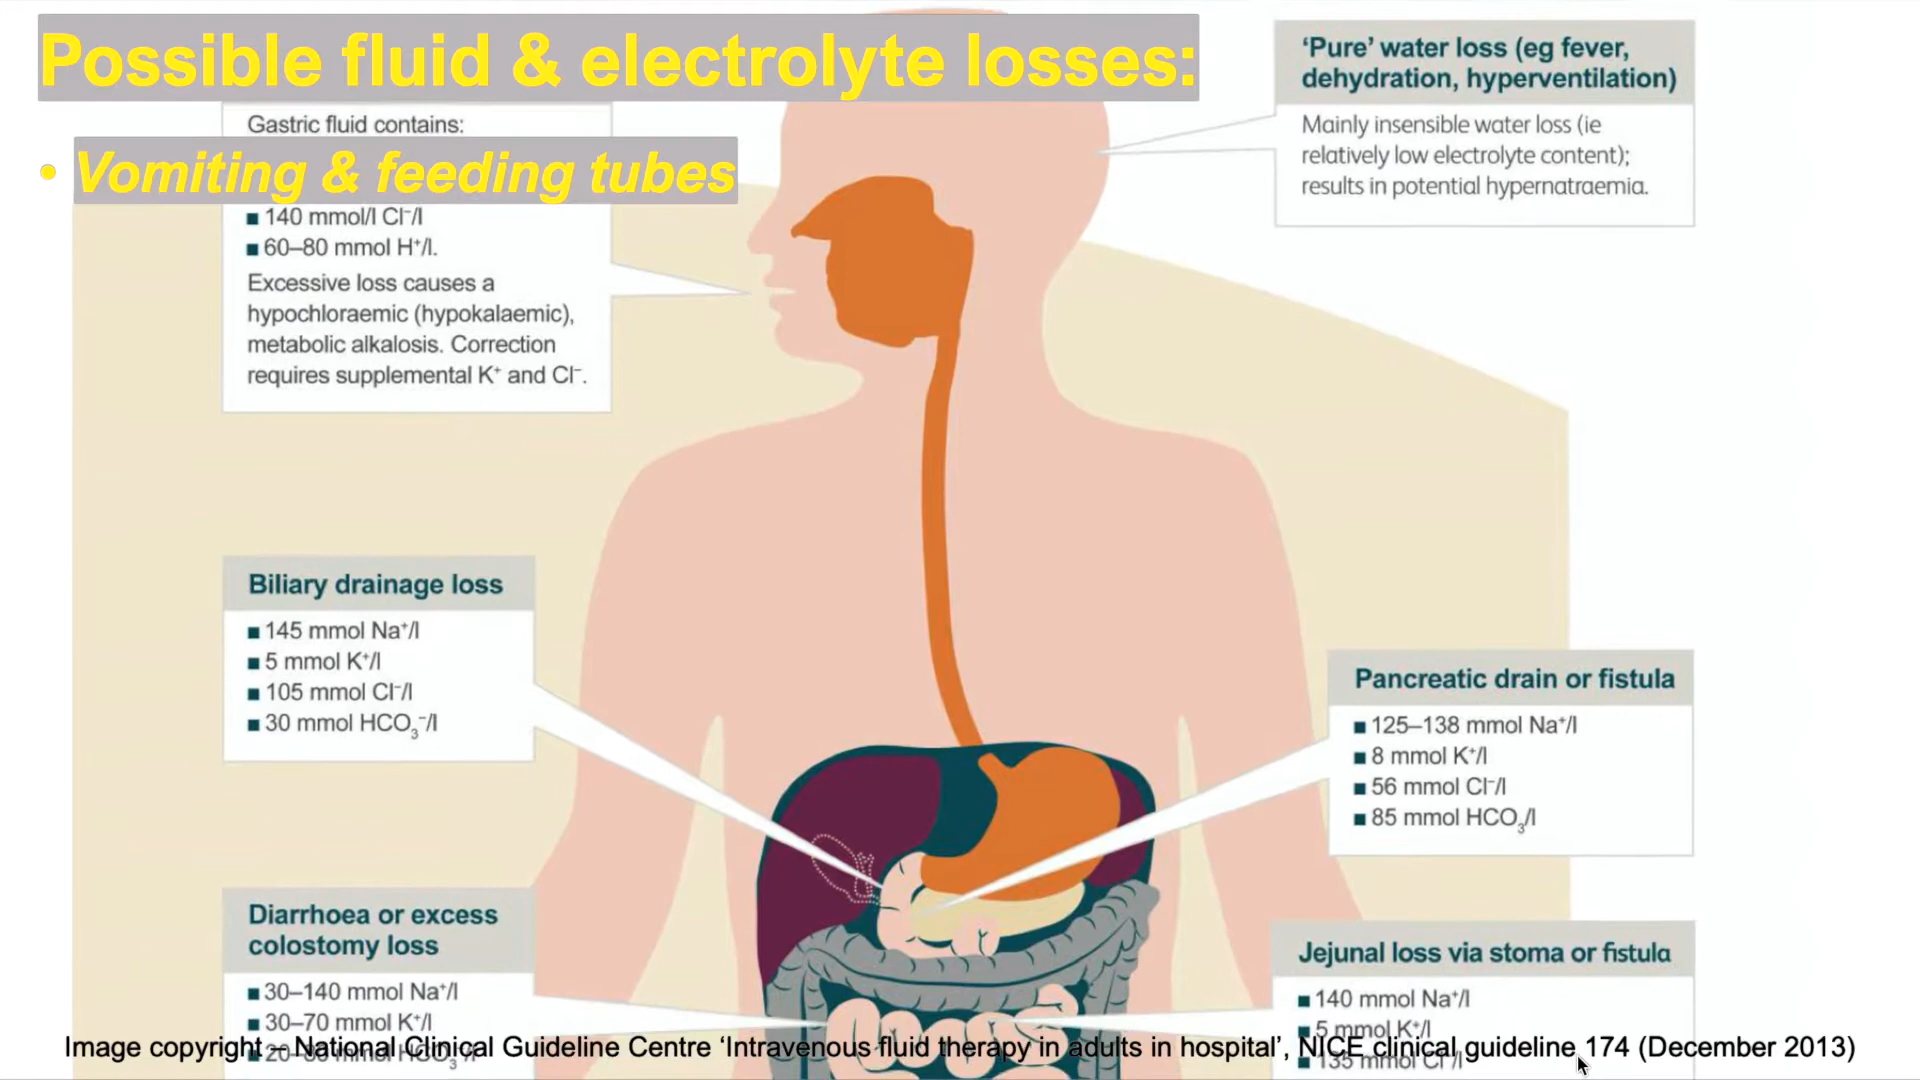 Possible fluid & electrolyte losses:
Gastric fluid contains:
• Vomiting & feeding tubes
■ 140 mmol/l Cl⁻/l
■ 60–80 mmol H⁺/l.
Excessive loss causes a
hypochloraemic (hypokalaemic),
metabolic alkalosis. Correction
requires supplemental K⁺ and Cl⁻.
'Pure' water loss (eg fever,
dehydration, hyperventilation)
Mainly insensible water loss (ie
relatively low electrolyte content);
results in potential hypernatraemia.
Biliary drainage loss
■ 145 mmol Na⁺/l
■ 5 mmol K⁺/l
■ 105 mmol Cl⁻/l
■ 30 mmol HCO₃⁻/l
Pancreatic drain or fistula
■ 125–138 mmol Na⁺/l
■ 8 mmol K⁺/l
■ 56 mmol Cl⁻/l
■ 85 mmol HCO₃/l
Diarrhoea or excess
colostomy loss
■ 30–140 mmol Na⁺/l
■ 30–70 mmol K⁺/l
Jejunal loss via stoma or fistula
■ 140 mmol Na⁺/l
■ 5 mmol K⁺/l
■ 135 mmol Cl⁻/l
Image copyright – National Clinical Guideline Centre 'Intravenous fluid therapy in adults in hospital', NICE clinical guideline 174 (December 2013)